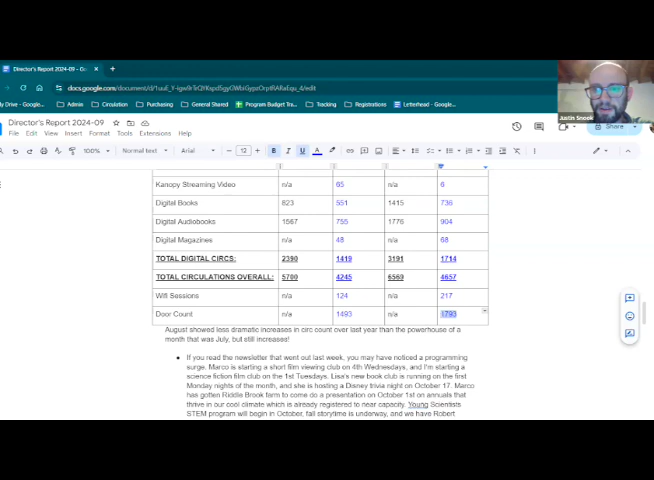 Director's Report 2024-09 - Go
docs.google.com/document/d/
y Drive - Google...
Admin
Circulation
Purchasing
General Shared
Program Budget Tru...
Tracking
Registrations
Letterhead - Google...
Justin Snook
Director's Report 2024-09
File Edit View Insert Format Tools Extensions Help
Share
100% Normal text Arial 12 B I U A
Kanopy Streaming Video n/a 65 n/a 6
Digital Books 823 551 1415 736
Digital Audiobooks 1567 755 1776 904
Digital Magazines n/a 48 n/a 68
TOTAL DIGITAL CIRCS: 2390 1419 3191 1714
TOTAL CIRCULATIONS OVERALL: 5700 4245 6569 4657
Wifi Sessions n/a 124 n/a 217
Door Count n/a 1493 n/a 1793
August showed less dramatic increases in circ count over last year than the powerhouse of a
month that was July, but still increases!
● If you read the newsletter that went out last week, you may have noticed a programming
surge. Marco is starting a short film viewing club on 4th Wednesdays, and I'm starting a
science fiction film club on the 1st Tuesdays. Lisa's new book club is running on the first
Monday nights of the month, and she is hosting a Disney trivia night on October 17. Marco
has gotten Riddle Brook farm to come do a presentation on October 1st on annuals that
thrive in our cool climate which is already registered to near capacity. Young Scientists
STEM program will begin in October, fall storytime is underway, and we have Robert